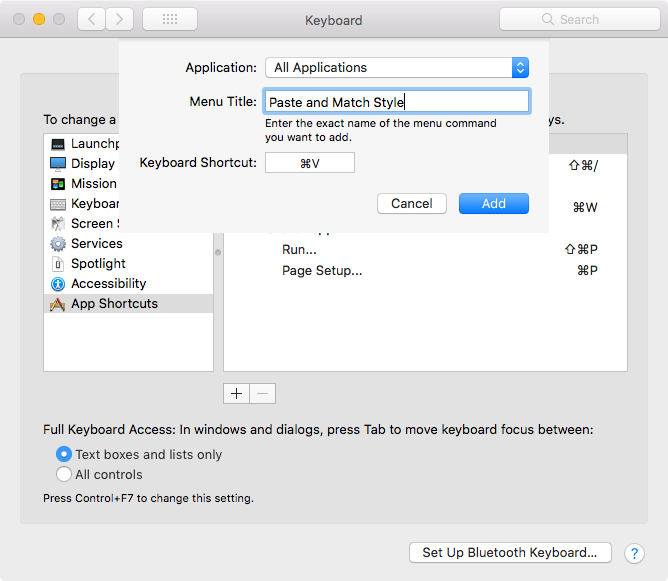 Keyboard
Search
Application: All Applications
Menu Title: Paste and Match Style
Enter the exact name of the menu command
you want to add.
Keyboard Shortcut: ⌘V
Cancel Add
To change a
ys.
Launchp
Display
Mission
Keyboar
Screen S
Services
Spotlight
Accessibility
App Shortcuts
⇧⌘/
⌘W
Run... ⇧⌘P
Page Setup... ⌘P
+ −
Full Keyboard Access: In windows and dialogs, press Tab to move keyboard focus between:
Text boxes and lists only
All controls
Press Control+F7 to change this setting.
Set Up Bluetooth Keyboard... ?